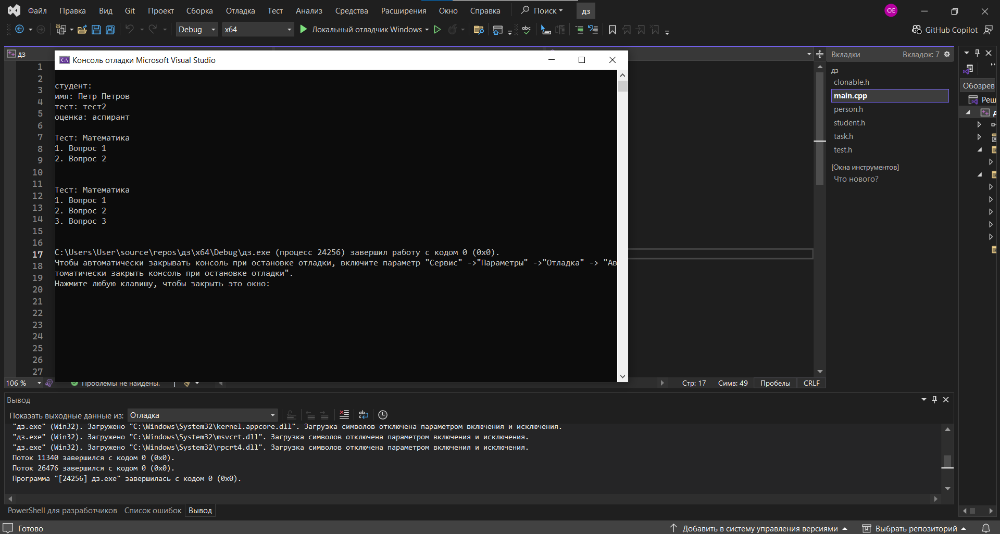 Файл Правка Вид Git Проект Сборка Отладка Тест Анализ Средства Расширения Окно Справка Поиск дз OE
Debug x64 Локальный отладчик Windows abc GitHub Copilot
дз
Консоль отладки Microsoft Visual Studio
1
2
3
4
5
6
7
8
9
10
11
12
13
14
15
16
17
18
19
20
21
22
23
24
25
26
27
студент:
имя: Петр Петров
тест: тест2
оценка: аспирант
Тест: Математика
1. Вопрос 1
2. Вопрос 2
Тест: Математика
1. Вопрос 1
2. Вопрос 2
3. Вопрос 3
C:\Users\User\source\repos\дз\x64\Debug\дз.exe (процесс 24256) завершил работу с кодом 0 (0x0).
Чтобы автоматически закрывать консоль при остановке отладки, включите параметр "Сервис" ->"Параметры" ->"Отладка" -> "Ав
томатически закрыть консоль при остановке отладки".
Нажмите любую клавишу, чтобы закрыть это окно:
Вкладки Вкладок: 7
дз
clonable.h
main.cpp
person.h
student.h
task.h
test.h
[Окна инструментов]
Что нового?
Обозрев
Реш
106 % Проблемы не найдены. Стр: 17 Симв: 49 Пробелы CRLF
Вывод
Показать выходные данные из: Отладка
"дз.exe" (Win32). Загружено "C:\Windows\System32\kernel.appcore.dll". Загрузка символов отключена параметром включения и исключения.
"дз.exe" (Win32). Загружено "C:\Windows\System32\msvcrt.dll". Загрузка символов отключена параметром включения и исключения.
"дз.exe" (Win32). Загружено "C:\Windows\System32\rpcrt4.dll". Загрузка символов отключена параметром включения и исключения.
Поток 11340 завершился с кодом 0 (0x0).
Поток 26476 завершился с кодом 0 (0x0).
Программа "[24256] дз.exe" завершилась с кодом 0 (0x0).
PowerShell для разработчиков Список ошибок Вывод
Готово Добавить в систему управления версиями Выбрать репозиторий